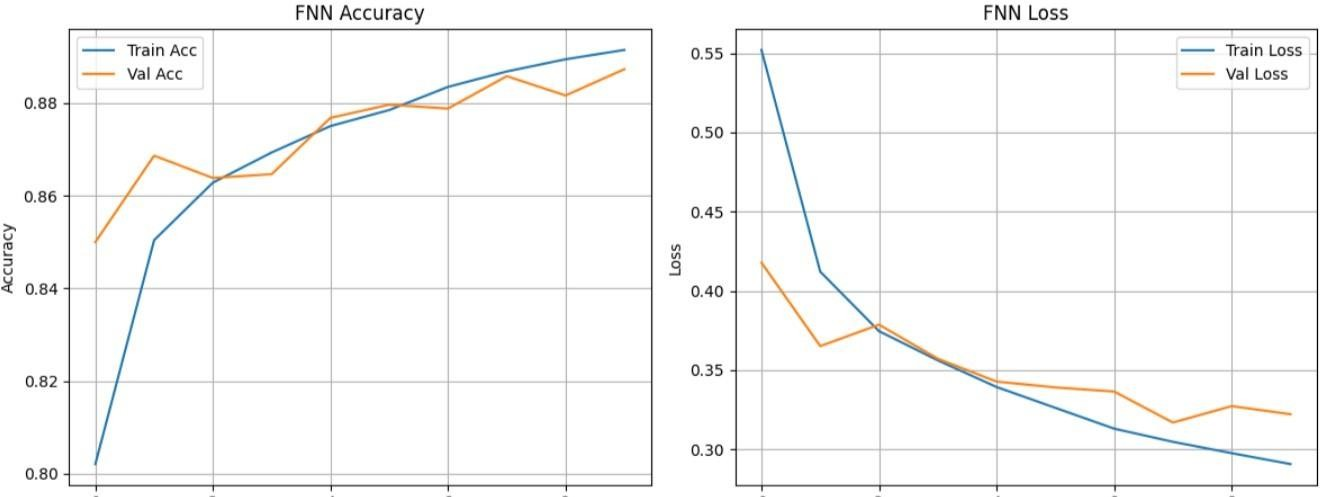 FNN Accuracy
Train Acc
Val Acc
0.88
0.86
0.84
0.82
0.80
Accuracy
FNN Loss
Train Loss
Val Loss
0.55
0.50
0.45
0.40
0.35
0.30
Loss